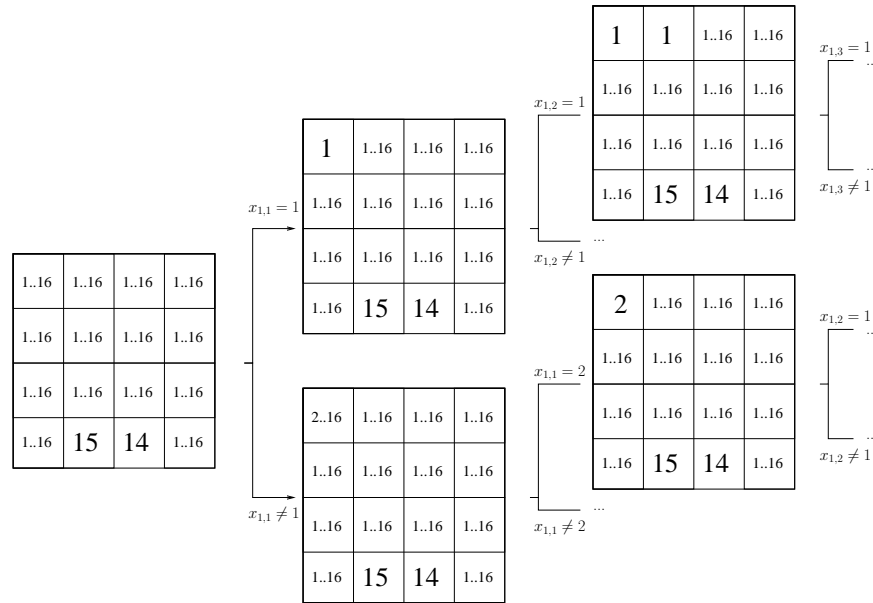 1..16 1..16 1..16 1..16
1..16 1..16 1..16 1..16
1..16 1..16 1..16 1..16
1..16 15 14 1..16
x1,1 = 1
x1,1 ≠ 1
1 1..16 1..16 1..16
1..16 1..16 1..16 1..16
1..16 1..16 1..16 1..16
1..16 15 14 1..16
2..16 1..16 1..16 1..16
1..16 1..16 1..16 1..16
1..16 1..16 1..16 1..16
1..16 15 14 1..16
x1,2 = 1
x1,2 ≠ 1
...
x1,1 = 2
x1,1 ≠ 2
...
1 1 1..16 1..16
1..16 1..16 1..16 1..16
1..16 1..16 1..16 1..16
1..16 15 14 1..16
2 1..16 1..16 1..16
1..16 1..16 1..16 1..16
1..16 1..16 1..16 1..16
1..16 15 14 1..16
x1,3 = 1
...
x1,3 ≠ 1
...
x1,2 = 1
...
x1,2 ≠ 1
...